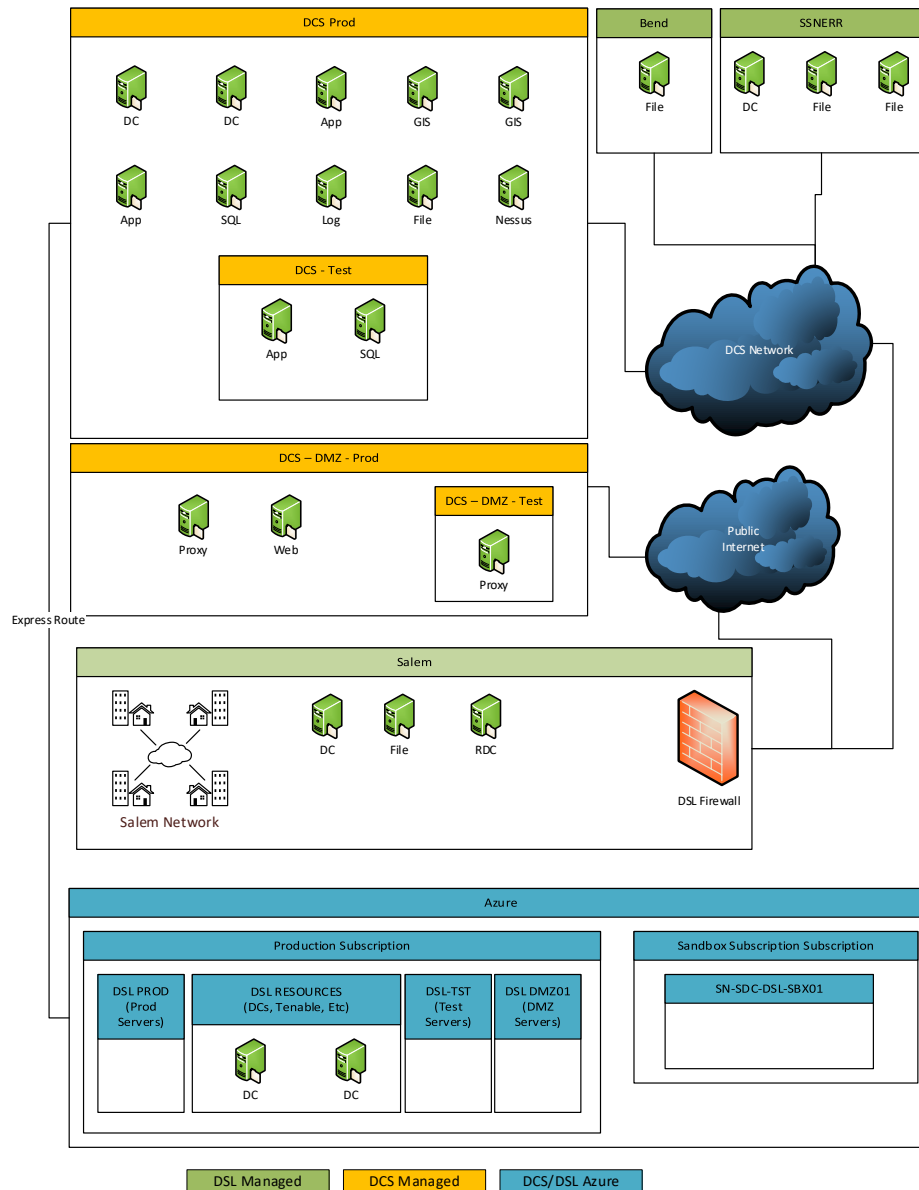 DCS Prod
DC
DC
App
GIS
GIS
App
SQL
Log
File
Nessus
DCS - Test
App
SQL
Bend
File
SSNERR
DC
File
File
DCS Network
DCS – DMZ - Prod
Proxy
Web
DCS – DMZ - Test
Proxy
Public
Internet
Express Route
Salem
Salem Network
DC
File
RDC
DSL Firewall
Azure
Production Subscription
DSL PROD
(Prod
Servers)
DSL RESOURCES
(DCs, Tenable, Etc)
DC
DC
DSL-TST
(Test
Servers)
DSL DMZ01
(DMZ
Servers)
Sandbox Subscription Subscription
SN-SDC-DSL-SBX01
DSL Managed
DCS Managed
DCS/DSL Azure